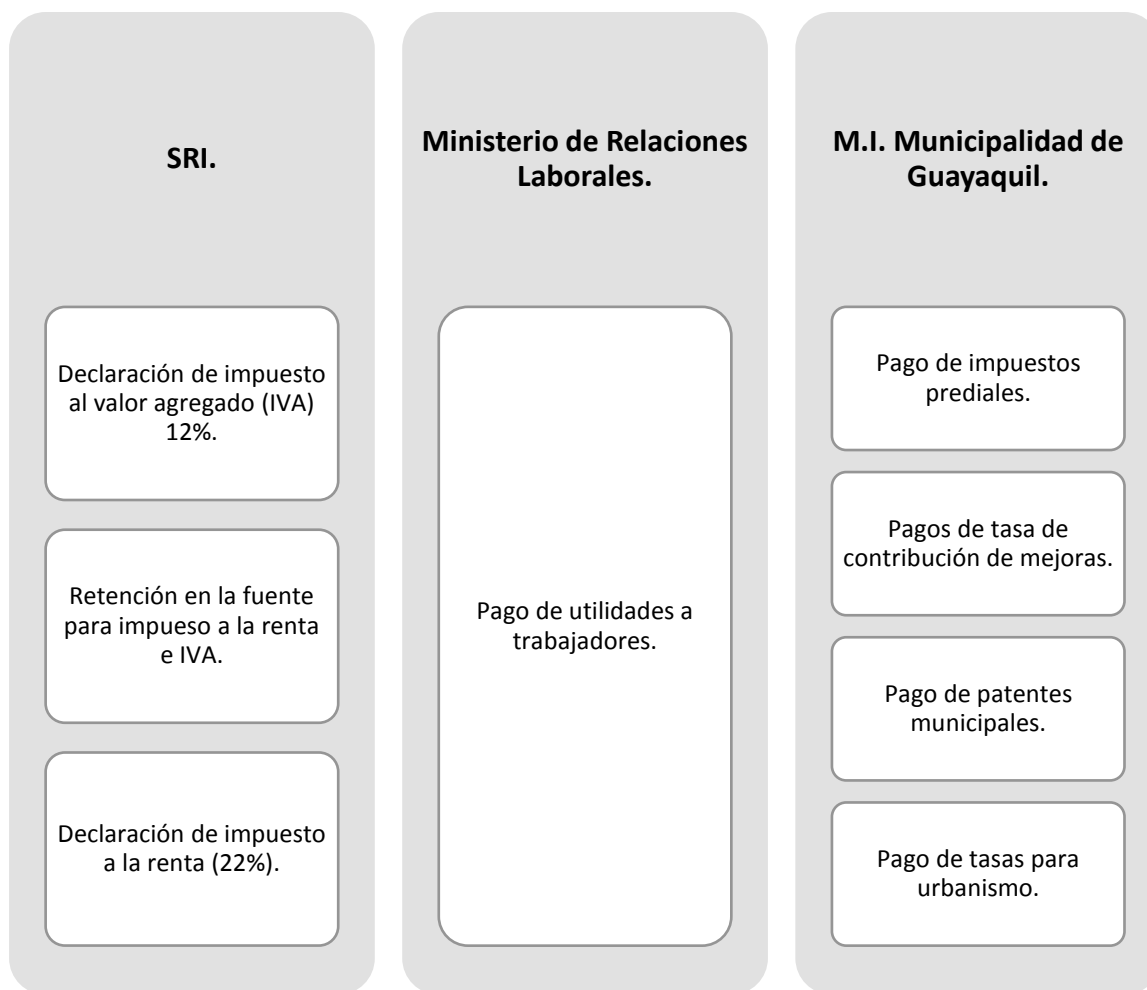 SRI.
Declaración de impuesto
al valor agregado (IVA)
12%.
Retención en la fuente
para impueso a la renta
e IVA.
Declaración de impuesto
a la renta (22%).
Ministerio de Relaciones
Laborales.
Pago de utilidades a
trabajadores.
M.I. Municipalidad de
Guayaquil.
Pago de impuestos
prediales.
Pagos de tasa de
contribución de mejoras.
Pago de patentes
municipales.
Pago de tasas para
urbanismo.